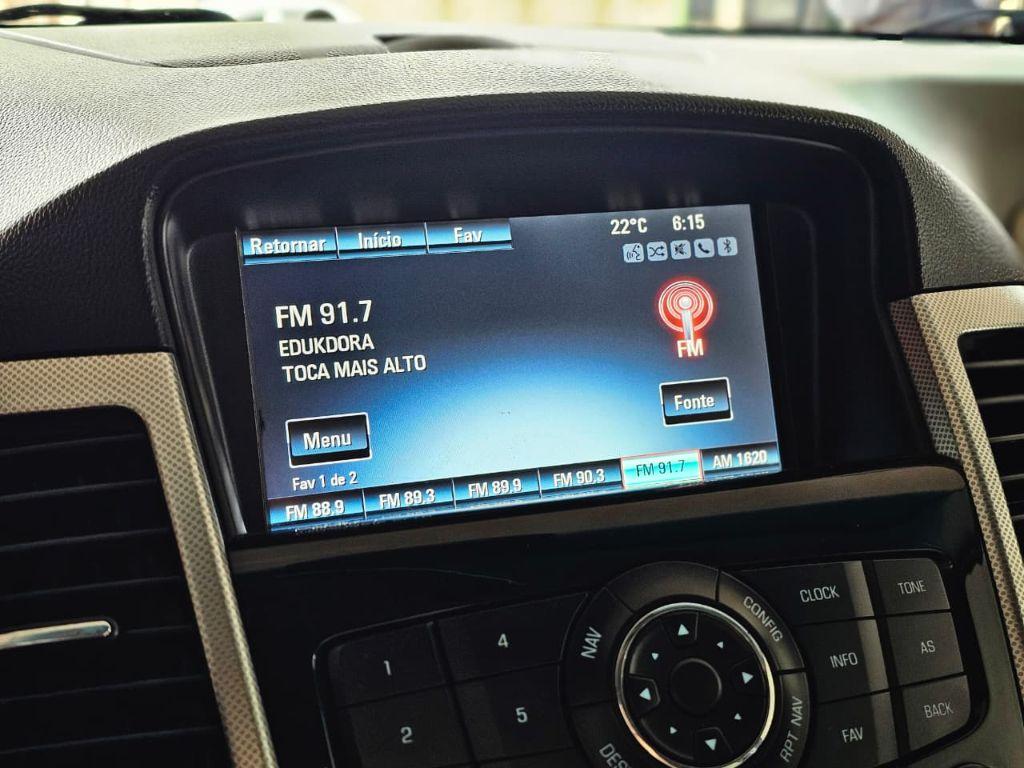 Retornar Início Fav
22°C 6:15
FM 91.7
EDUKDORA
TOCA MAIS ALTO
FM
Menu
Fonte
Fav 1 de 2
FM 88.9 FM 89.3 FM 89.9 FM 90.3 FM 91.7 AM 1620
1 4 NAV CONFIG CLOCK TONE
INFO AS
2 5 RPT NAV FAV BACK